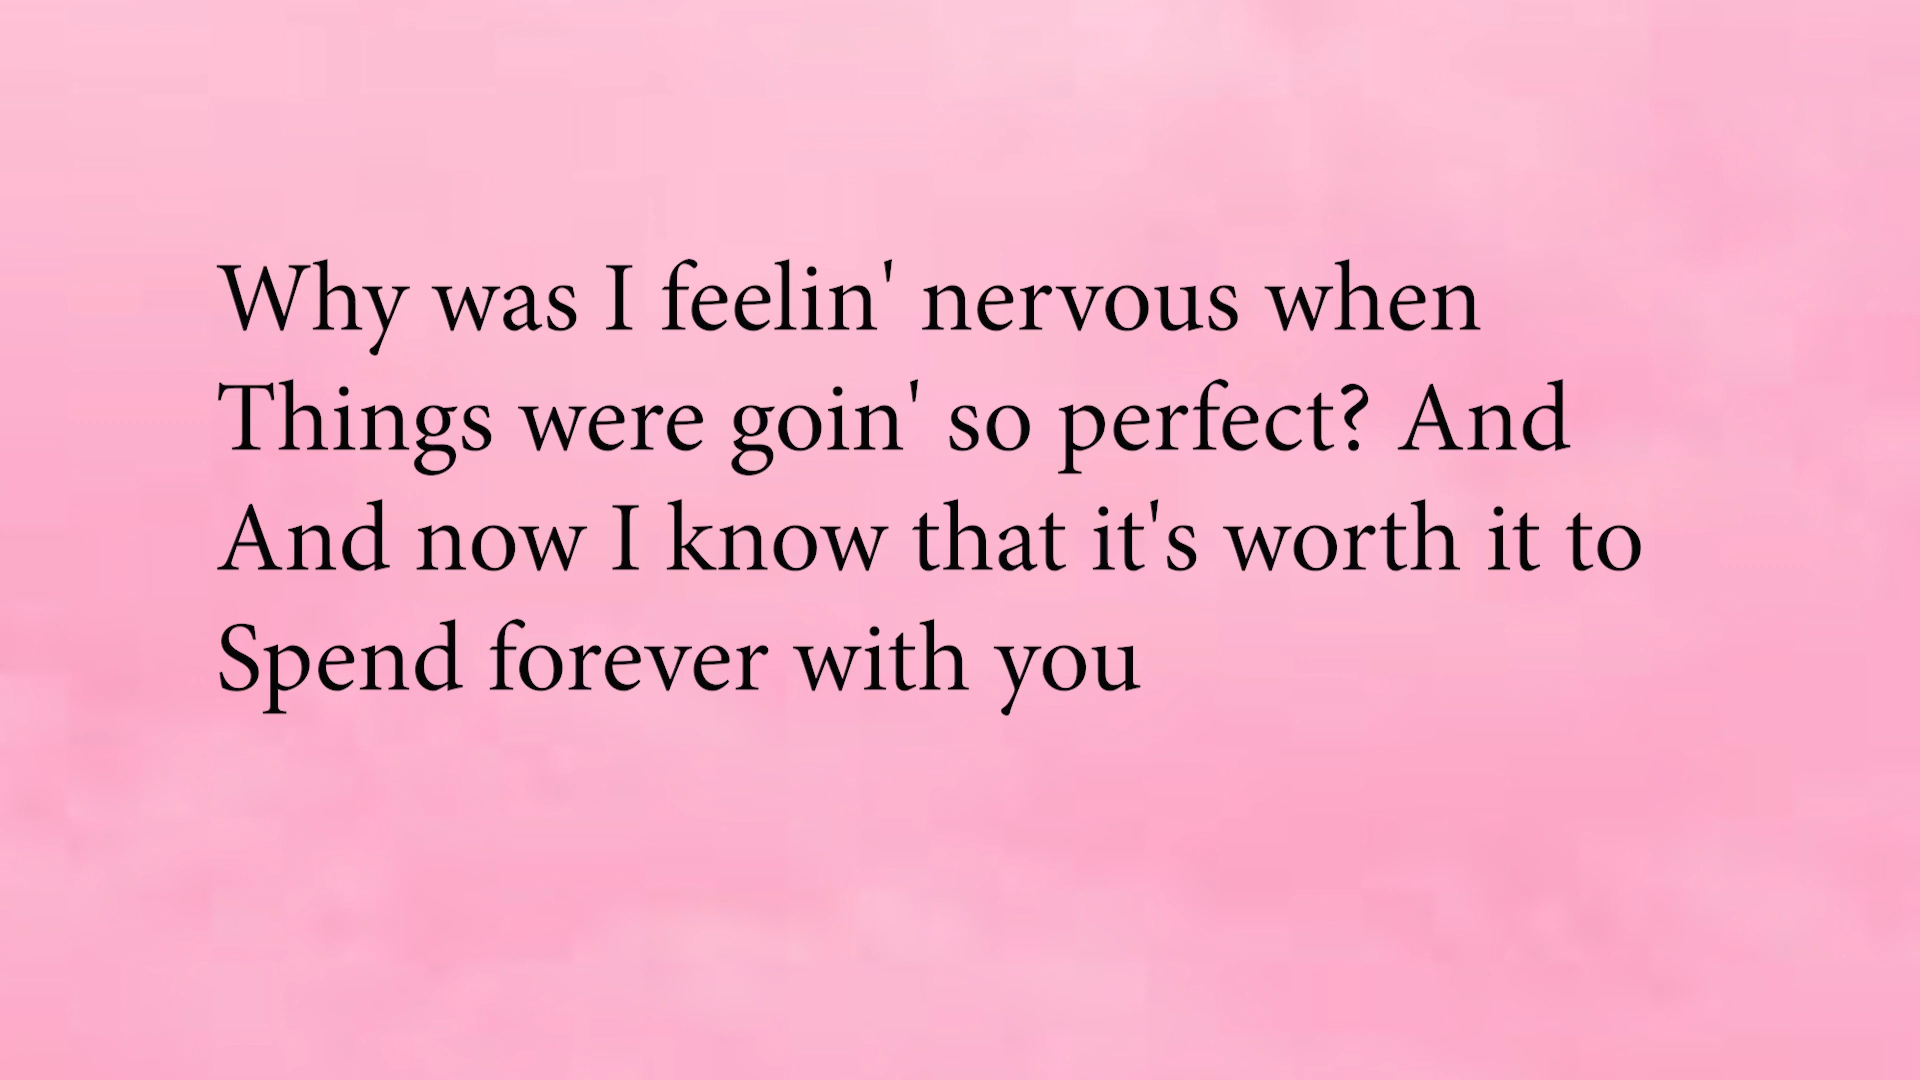 Why was I feelin' nervous when
Things were goin' so perfect? And
And now I know that it's worth it to
Spend forever with you